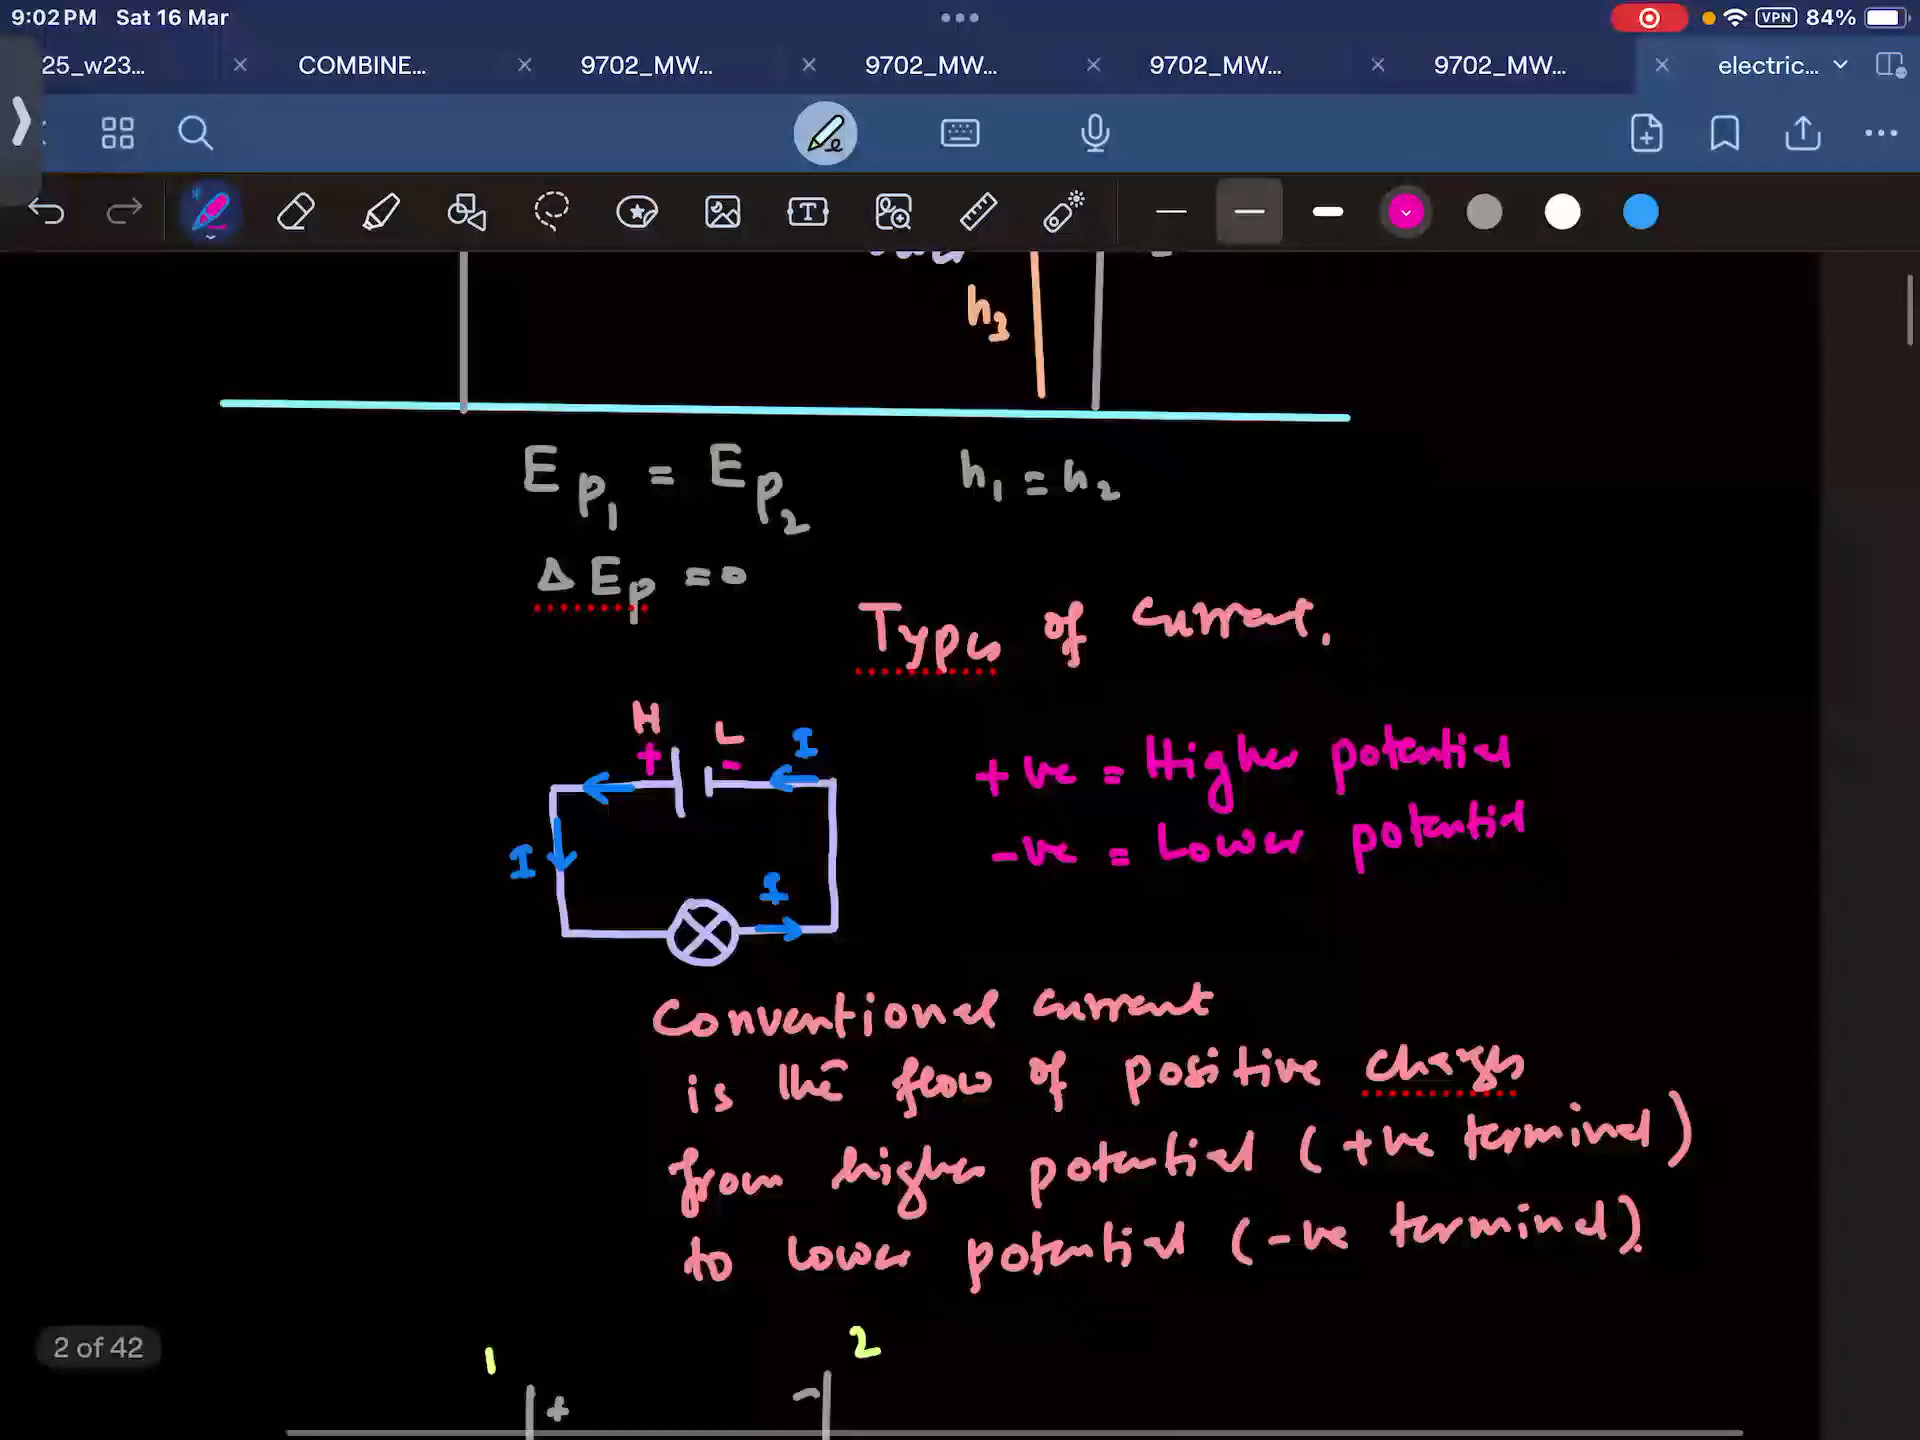 9:02 PM Sat 16 Mar
VPN 84%
25_w23...
COMBINE...
9702_MW...
9702_MW...
9702_MW...
9702_MW...
electric...
h3
Ep1 = Ep2
h1 = h2
ΔEp = 0
Types of current.
H L I
+ -
+ve = Higher potential
-ve = Lower potential
I
I
Conventional current
is the flow of positive charges
from higher potential (+ve terminal)
to lower potential (-ve terminal).
2 of 42
1 2
+ -